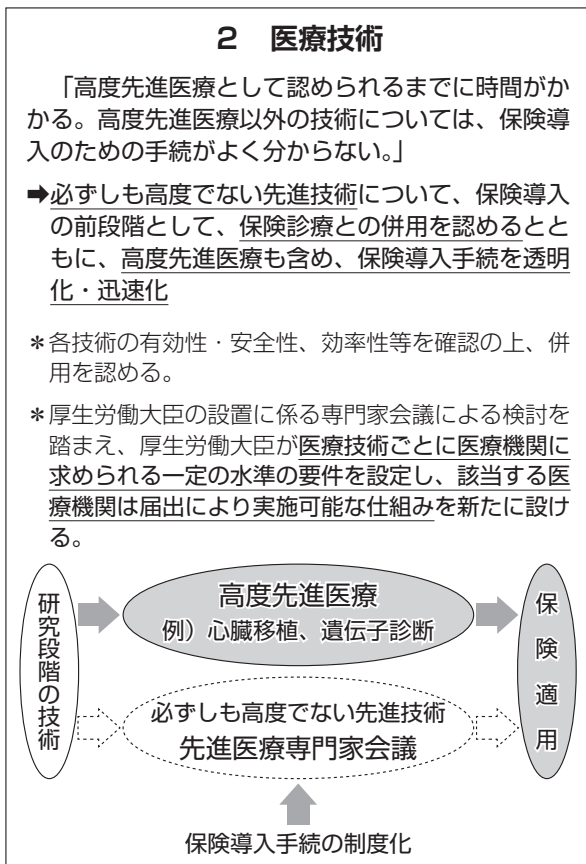 2　医療技術
「高度先進医療として認められるまでに時間がか
かる。高度先進医療以外の技術については、保険導
入のための手続がよく分からない。」
➡必ずしも高度でない先進技術について、保険導入
の前段階として、保険診療との併用を認めるとと
もに、高度先進医療も含め、保険導入手続を透明
化・迅速化
＊各技術の有効性・安全性、効率性等を確認の上、併
用を認める。
＊厚生労働大臣の設置に係る専門家会議による検討を
踏まえ、厚生労働大臣が医療技術ごとに医療機関に
求められる一定の水準の要件を設定し、該当する医
療機関は届出により実施可能な仕組みを新たに設け
る。
研究段階の技術
高度先進医療
例）心臓移植、遺伝子診断
必ずしも高度でない先進技術
先進医療専門家会議
保険適用
保険導入手続の制度化